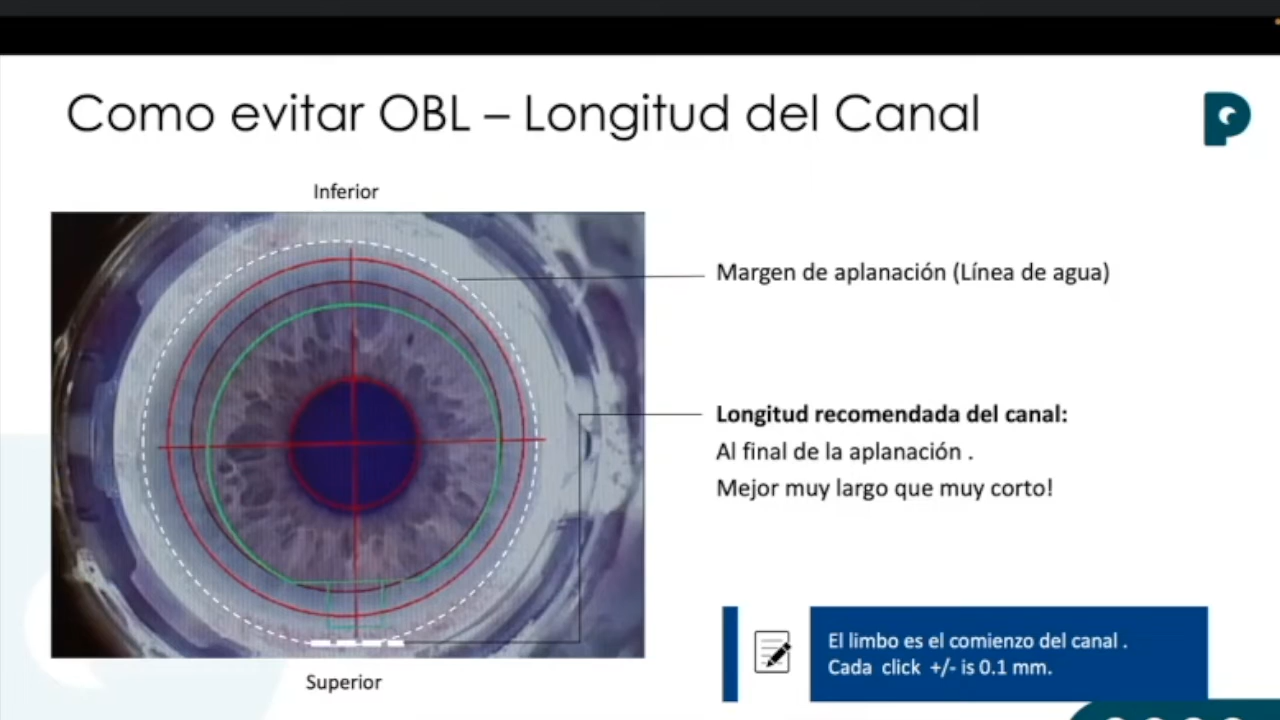 Como evitar OBL – Longitud del Canal
Inferior
Margen de aplanación (Línea de agua)
Longitud recomendada del canal:
Al final de la aplanación .
Mejor muy largo que muy corto!
El limbo es el comienzo del canal .
Cada click +/- is 0.1 mm.
Superior